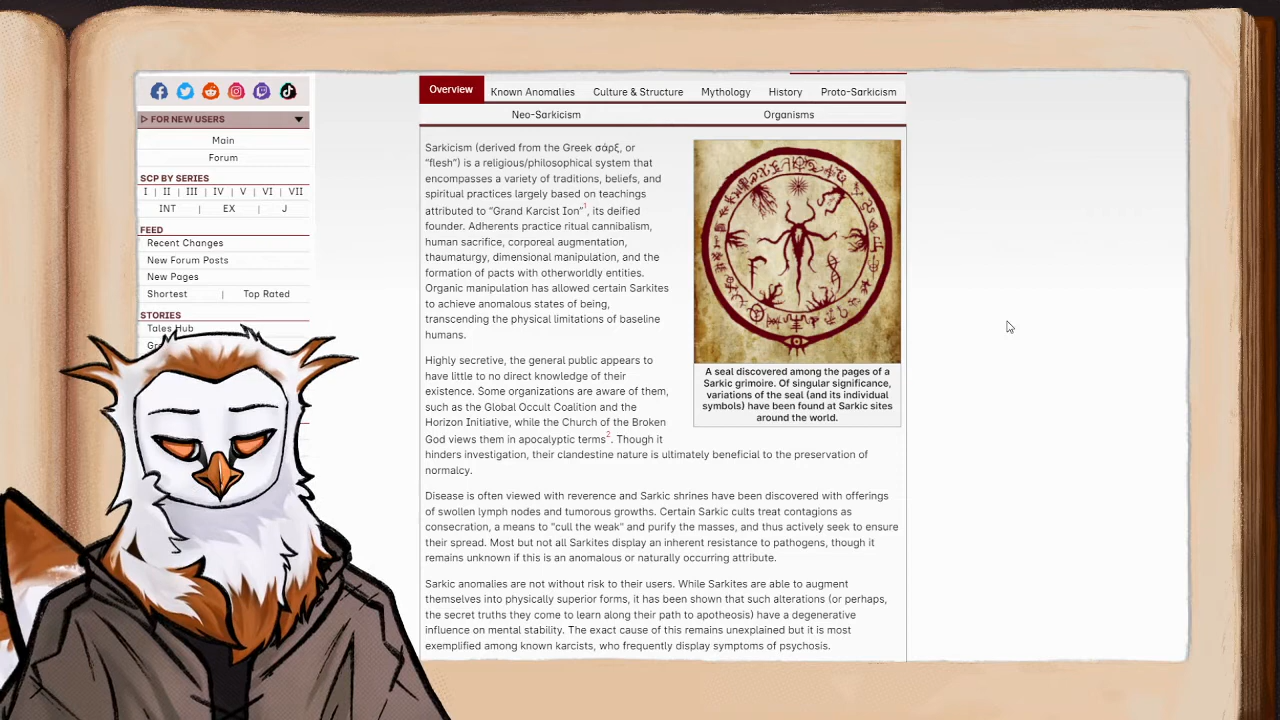 FOR NEW USERS
Main
Forum
SCP BY SERIES
I | II | III | IV | V | VI | VII
INT | EX | J
FEED
Recent Changes
New Forum Posts
New Pages
Shortest | Top Rated
STORIES
Tales Hub
Overview Known Anomalies Culture & Structure Mythology History Proto-Sarkicism
Neo-Sarkicism Organisms
Sarkicism (derived from the Greek σάρξ, or
“flesh”) is a religious/philosophical system that
encompasses a variety of traditions, beliefs, and
spiritual practices largely based on teachings
attributed to “Grand Karcist Ion”1, its deified
founder. Adherents practice ritual cannibalism,
human sacrifice, corporeal augmentation,
thaumaturgy, dimensional manipulation, and the
formation of pacts with otherworldly entities.
Organic manipulation has allowed certain Sarkites
to achieve anomalous states of being,
transcending the physical limitations of baseline
humans.
A seal discovered among the pages of a
Sarkic grimoire. Of singular significance,
variations of the seal (and its individual
symbols) have been found at Sarkic sites
around the world.
Highly secretive, the general public appears to
have little to no direct knowledge of their
existence. Some organizations are aware of them,
such as the Global Occult Coalition and the
Horizon Initiative, while the Church of the Broken
God views them in apocalyptic terms2. Though it
hinders investigation, their clandestine nature is ultimately beneficial to the preservation of
normalcy.
Disease is often viewed with reverence and Sarkic shrines have been discovered with offerings
of swollen lymph nodes and tumorous growths. Certain Sarkic cults treat contagions as
consecration, a means to “cull the weak” and purify the masses, and thus actively seek to ensure
their spread. Most but not all Sarkites display an inherent resistance to pathogens, though it
remains unknown if this is an anomalous or naturally occurring attribute.
Sarkic anomalies are not without risk to their users. While Sarkites are able to augment
themselves into physically superior forms, it has been shown that such alterations (or perhaps,
the secret truths they come to learn along their path to apotheosis) have a degenerative
influence on mental stability. The exact cause of this remains unexplained but it is most
exemplified among known karcists, who frequently display symptoms of psychosis.